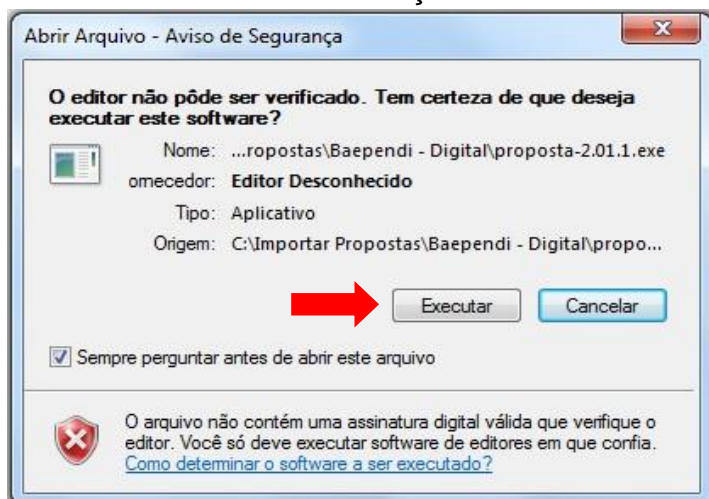 Abrir Arquivo - Aviso de Segurança
O editor não pôde ser verificado. Tem certeza de que deseja
executar este software?
Nome: ...ropostas\Baependi - Digital\proposta-2.01.1.exe
omecedor: Editor Desconhecido
Tipo: Aplicativo
Origem: C:\Importar Propostas\Baependi - Digital\propo...
Executar Cancelar
Sempre perguntar antes de abrir este arquivo
O arquivo não contém uma assinatura digital válida que verifique o
editor. Você só deve executar software de editores em que confia.
Como determinar o software a ser executado?